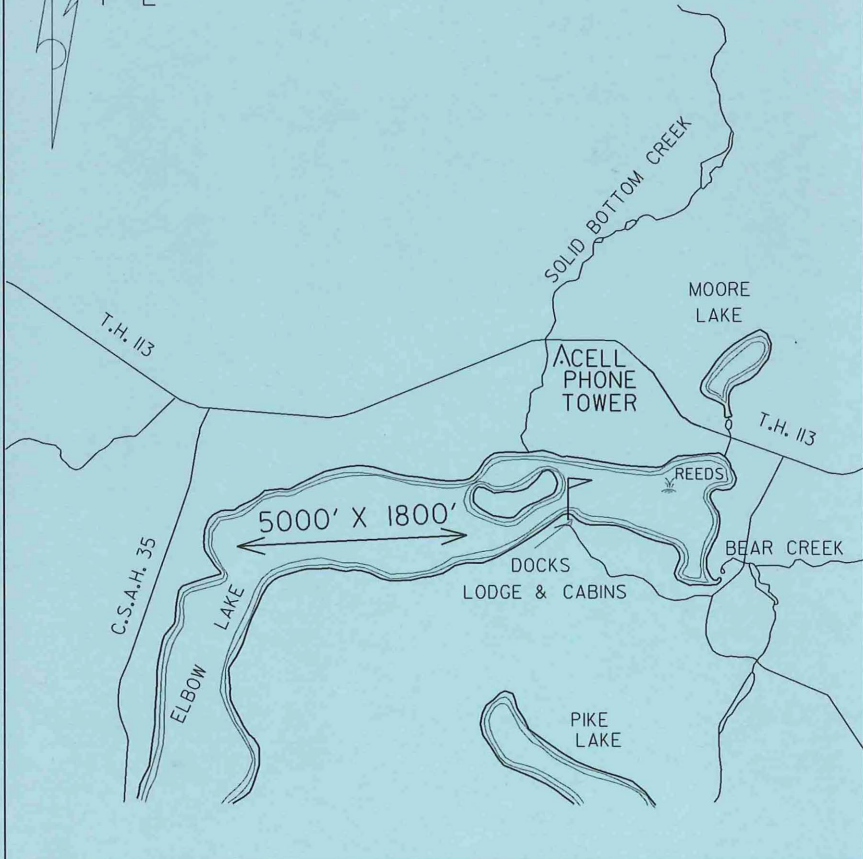 SOLID BOTTOM CREEK
MOORE
LAKE
T.H. 113
CELL
PHONE
TOWER
T.H. 113
REEDS
5000' X 1800'
BEAR CREEK
C.S.A.H. 35
DOCKS
LODGE & CABINS
ELBOW LAKE
PIKE
LAKE